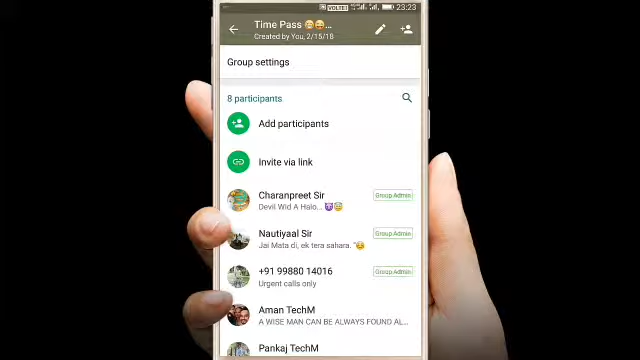 VOLTE1 23:23
Time Pass 😁😄...
Created by You, 2/15/18
Group settings
8 participants
Add participants
Invite via link
Charanpreet Sir Group Admin
Devil Wid A Halo... 😈😇
Nautiyaal Sir Group Admin
Jai Mata di, ek tera sahara. "😊
+91 99880 14016 Group Admin
Urgent calls only
Aman TechM
A WISE MAN CAN BE ALWAYS FOUND AL...
Pankaj TechM